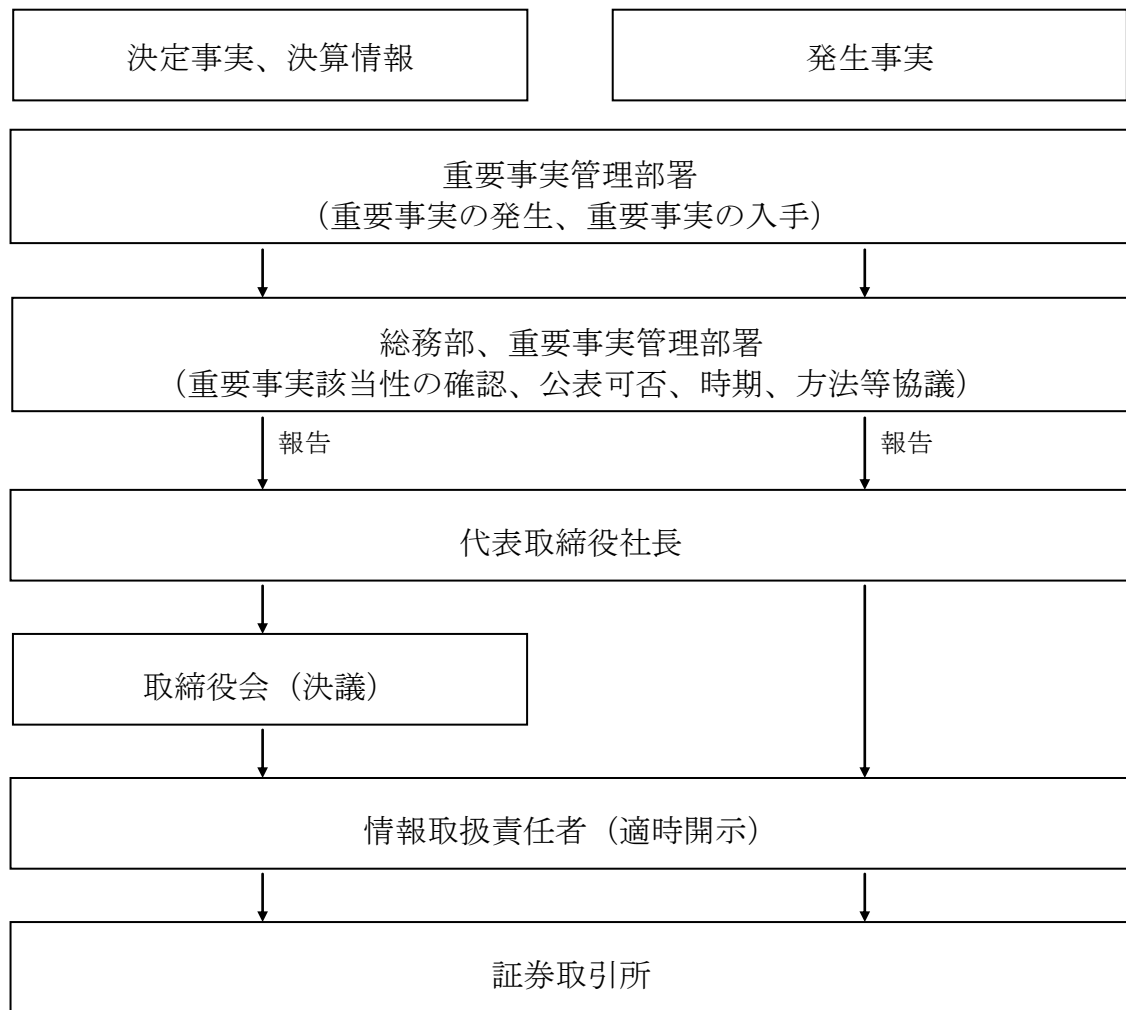 決定事実、決算情報
発生事実
重要事実管理部署
（重要事実の発生、重要事実の入手）
総務部、重要事実管理部署
（重要事実該当性の確認、公表可否、時期、方法等協議）
報告
報告
代表取締役社長
取締役会（決議）
情報取扱責任者（適時開示）
証券取引所